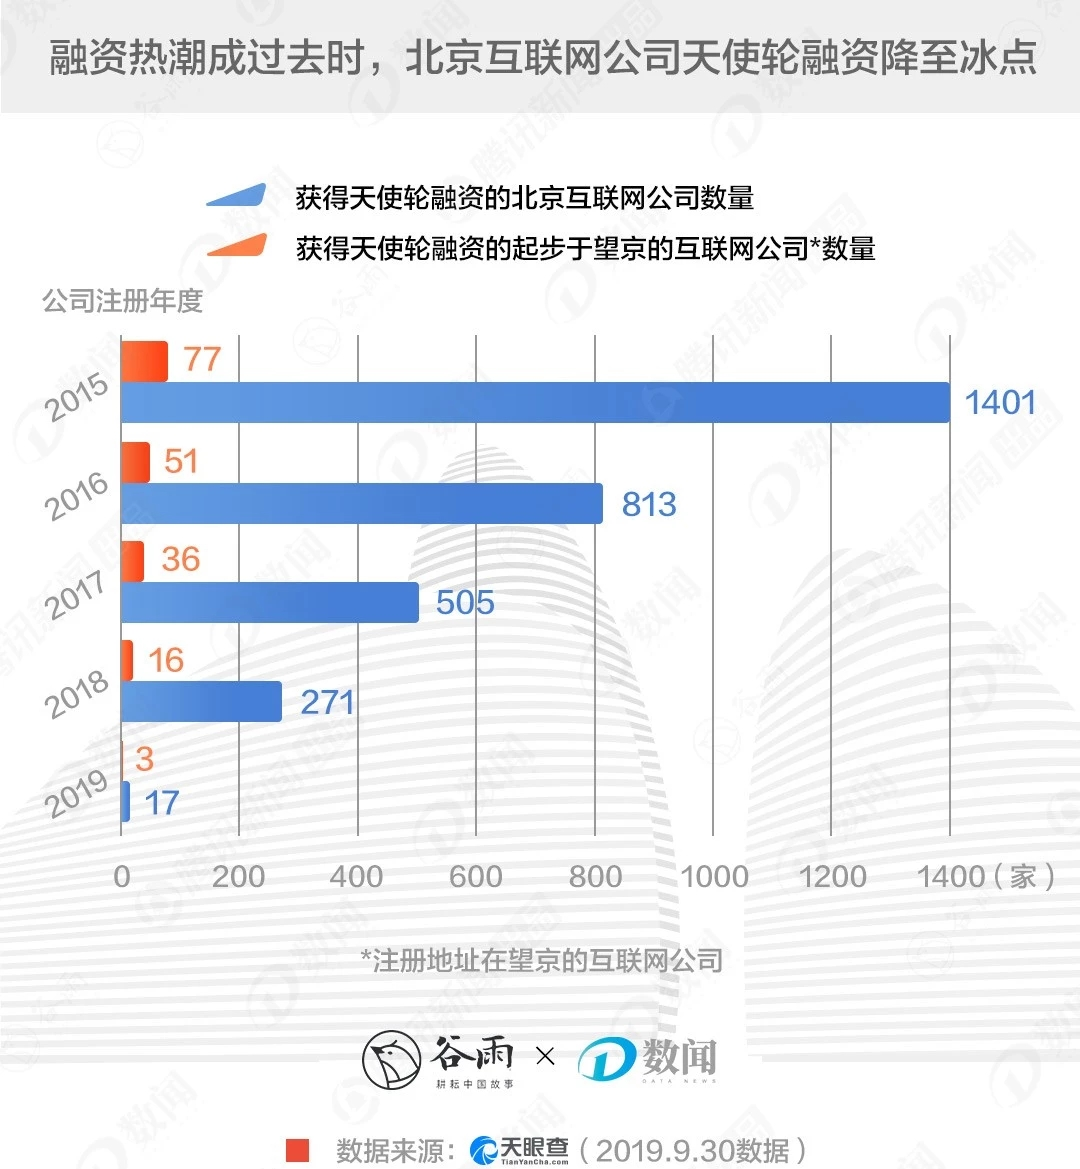 融资热潮成过去时，北京互联网公司天使轮融资降至冰点
获得天使轮融资的北京互联网公司数量
获得天使轮融资的起步于望京的互联网公司*数量
公司注册年度
2015
77
1401
2016
51
813
2017
36
505
2018
16
271
2019
3
17
0 200 400 600 800 1000 1200 1400（家）
*注册地址在望京的互联网公司
谷雨 × 数闻
耕耘中国故事 DATA NEWS
数据来源：天眼查（2019.9.30数据）
TianYanCha.com